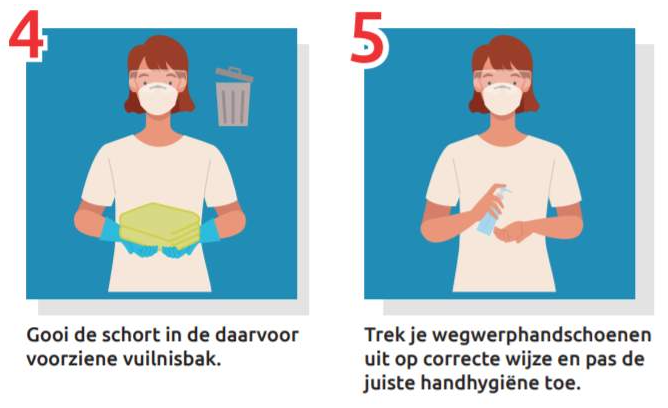 4
Gooi de schort in de daarvoor
voorziene vuilnisbak.
5
Trek je wegwerphandschoenen
uit op correcte wijze en pas de
juiste handhygiëne toe.